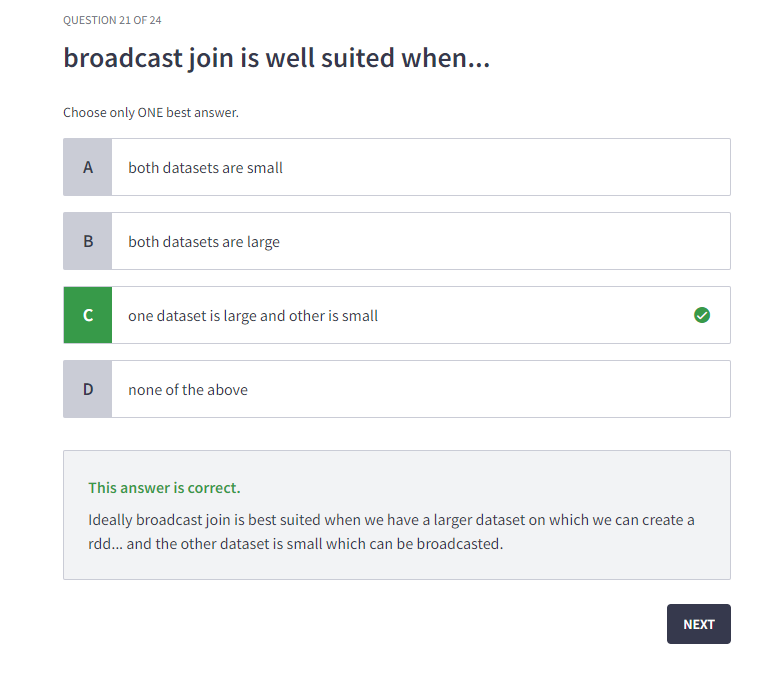 QUESTION 21 OF 24
broadcast join is well suited when...
Choose only ONE best answer.
A both datasets are small
B both datasets are large
C one dataset is large and other is small
D none of the above
This answer is correct.
Ideally broadcast join is best suited when we have a larger dataset on which we can create a
rdd... and the other dataset is small which can be broadcasted.
NEXT